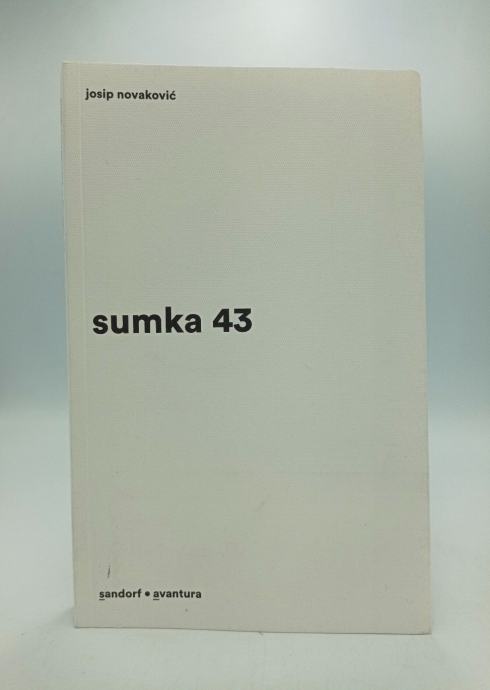 josip novaković
sumka 43
sandorf • avantura